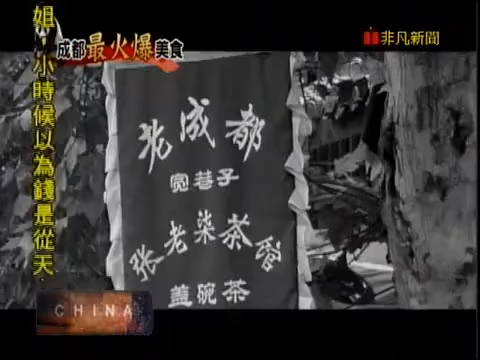 成都最火爆美食
非凡新聞
姐,小時候以為錢是從天
老成都
宽巷子
张老柒茶馆
盖碗茶
CHINA